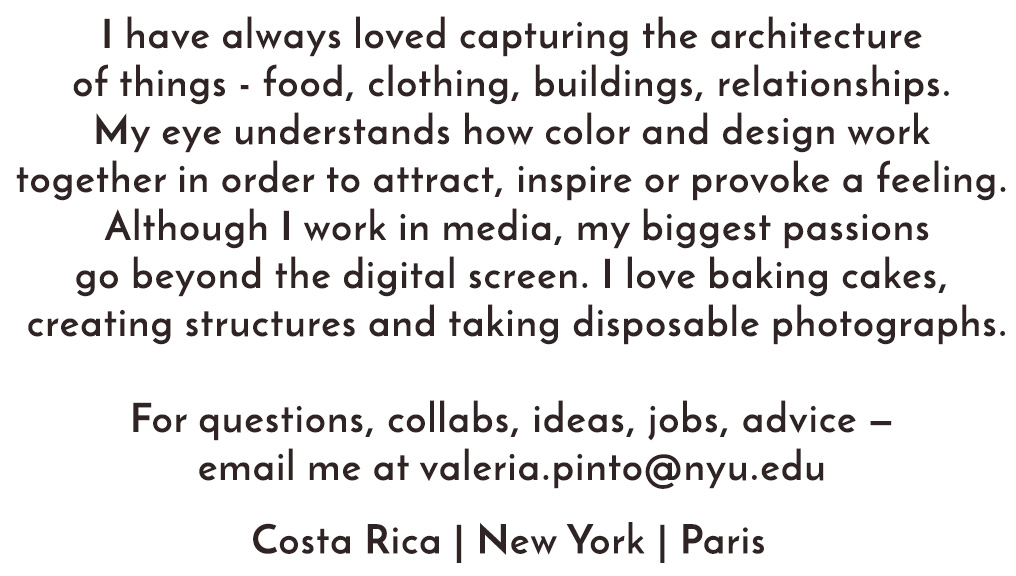 I have always loved capturing the architecture
of things - food, clothing, buildings, relationships.
My eye understands how color and design work
together in order to attract, inspire or provoke a feeling.
Although I work in media, my biggest passions
go beyond the digital screen. I love baking cakes,
creating structures and taking disposable photographs.
For questions, collabs, ideas, jobs, advice –
email me at valeria.pinto@nyu.edu
Costa Rica | New York | Paris